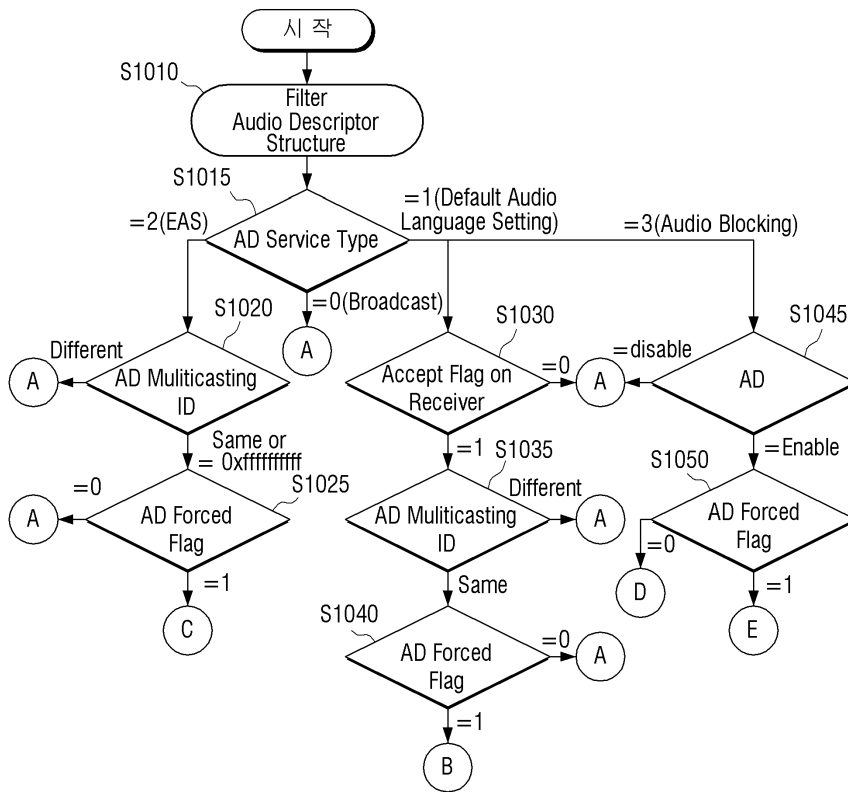 시 작
S1010
Filter
Audio Descriptor
Structure
S1015
AD Service Type
=2(EAS)
=1(Default Audio
Language Setting)
=3(Audio Blocking)
=0(Broadcast)
A
S1020
AD Muliticasting
ID
Different
A
Same or
= 0xffffffffff
S1030
Accept Flag on
Receiver
=0
A
=disable
S1045
AD
=1
=Enable
S1025
AD Forced
Flag
=0
A
=1
C
S1035
AD Muliticasting
ID
Different
A
Same
S1050
AD Forced
Flag
=0
D
=1
E
S1040
AD Forced
Flag
=0
A
=1
B